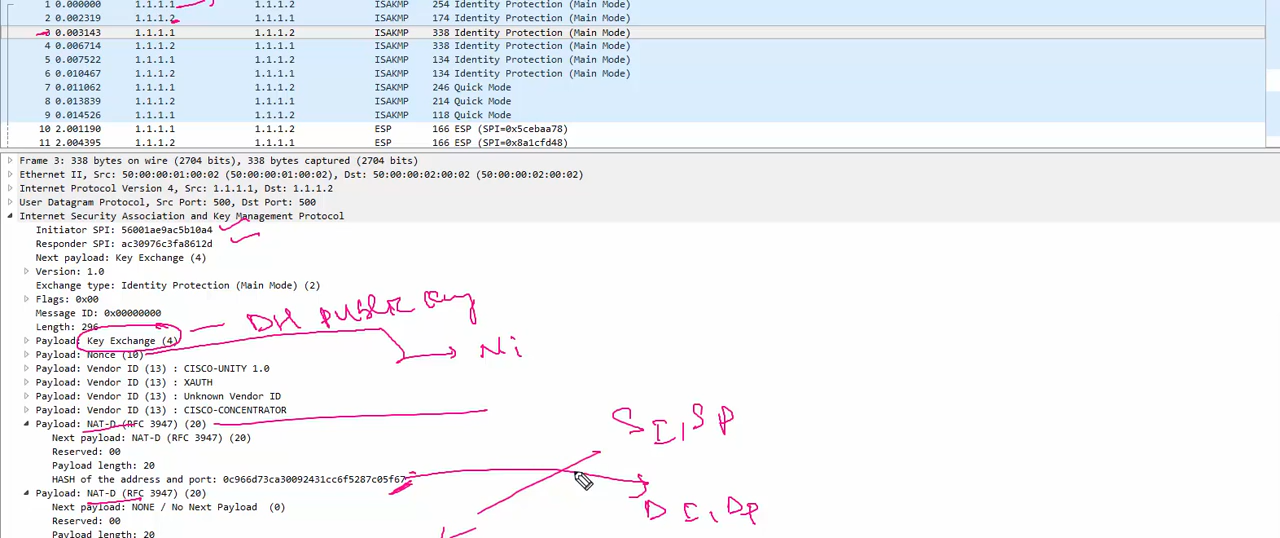 1 0.000000 1.1.1.1 1.1.1.2 ISAKMP 254 Identity Protection (Main Mode)
2 0.002319 1.1.1.2 1.1.1.1 ISAKMP 174 Identity Protection (Main Mode)
3 0.003143 1.1.1.1 1.1.1.2 ISAKMP 338 Identity Protection (Main Mode)
4 0.006714 1.1.1.2 1.1.1.1 ISAKMP 338 Identity Protection (Main Mode)
5 0.007522 1.1.1.1 1.1.1.2 ISAKMP 134 Identity Protection (Main Mode)
6 0.010467 1.1.1.2 1.1.1.1 ISAKMP 134 Identity Protection (Main Mode)
7 0.011062 1.1.1.1 1.1.1.2 ISAKMP 246 Quick Mode
8 0.013839 1.1.1.2 1.1.1.1 ISAKMP 214 Quick Mode
9 0.014526 1.1.1.1 1.1.1.2 ISAKMP 118 Quick Mode
10 2.001190 1.1.1.1 1.1.1.2 ESP 166 ESP (SPI=0x5cebaa78)
11 2.004395 1.1.1.2 1.1.1.1 ESP 166 ESP (SPI=0x8a1cfd48)
Frame 3: 338 bytes on wire (2704 bits), 338 bytes captured (2704 bits)
Ethernet II, Src: 50:00:00:01:00:02 (50:00:00:01:00:02), Dst: 50:00:00:02:00:02 (50:00:00:02:00:02)
Internet Protocol Version 4, Src: 1.1.1.1, Dst: 1.1.1.2
User Datagram Protocol, Src Port: 500, Dst Port: 500
Internet Security Association and Key Management Protocol
Initiator SPI: 56001ae9ac5b10a4
Responder SPI: ac30976c3fa8612d
Next payload: Key Exchange (4)
Version: 1.0
Exchange type: Identity Protection (Main Mode) (2)
Flags: 0x00
Message ID: 0x00000000
Length: 296
DH public key
Payload: Key Exchange (4)
Payload: Nonce (10)
Ni
Payload: Vendor ID (13) : CISCO-UNITY 1.0
Payload: Vendor ID (13) : XAUTH
Payload: Vendor ID (13) : Unknown Vendor ID
Payload: Vendor ID (13) : CISCO-CONCENTRATOR
Payload: NAT-D (RFC 3947) (20)
SI, SP
Next payload: NAT-D (RFC 3947) (20)
Reserved: 00
Payload length: 20
HASH of the address and port: 0c966d73ca30092431cc6f5287c05f67
Payload: NAT-D (RFC 3947) (20)
DI, DP
Next payload: NONE / No Next Payload (0)
Reserved: 00
Payload length: 20